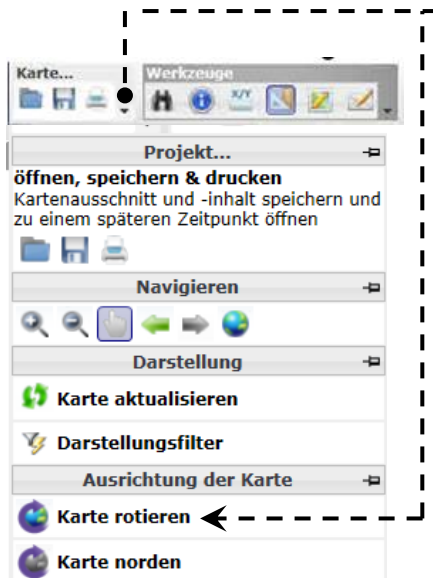 Karte...
Werkzeuge
X/Y
Projekt...
öffnen, speichern & drucken
Kartenausschnitt und -inhalt speichern und
zu einem späteren Zeitpunkt öffnen
Navigieren
Darstellung
Karte aktualisieren
Darstellungsfilter
Ausrichtung der Karte
Karte rotieren
Karte norden